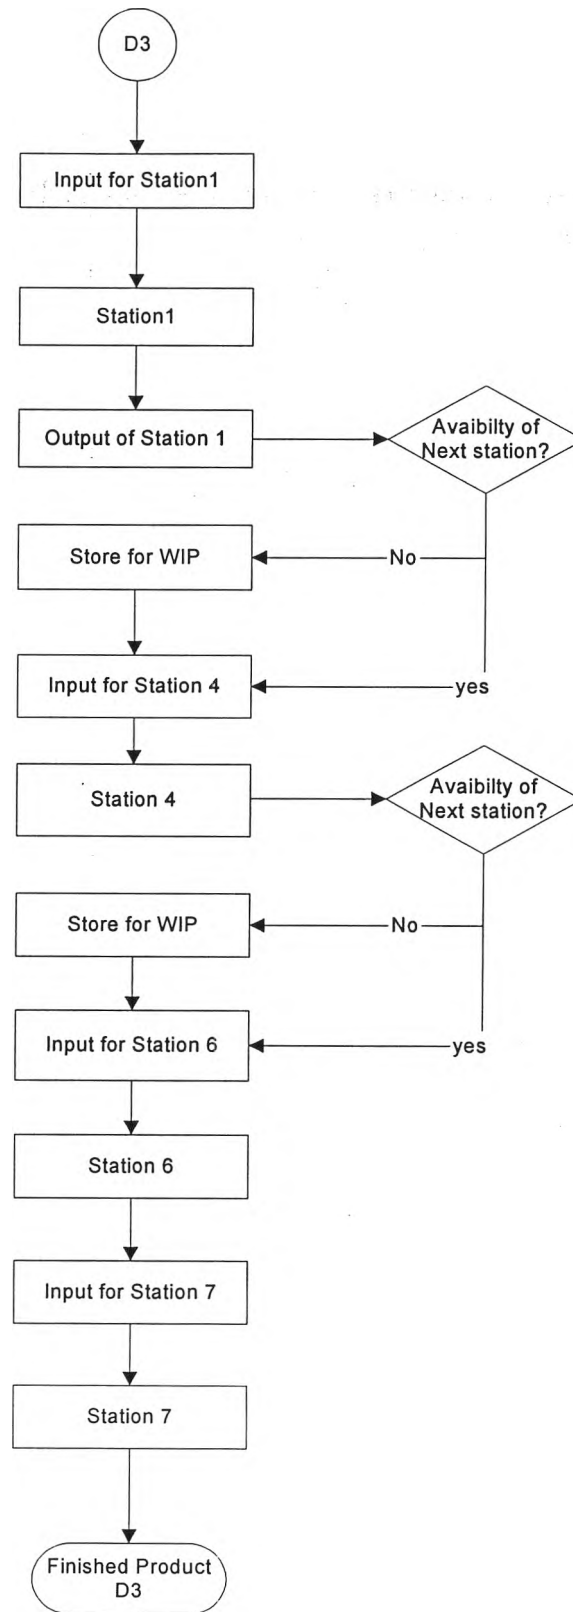 D3
Input for Station1
Station1
Output of Station 1
Avaibilty of
Next station?
Store for WIP
No
Input for Station 4
yes
Station 4
Avaibilty of
Next station?
Store for WIP
No
Input for Station 6
yes
Station 6
Input for Station 7
Station 7
Finished Product
D3